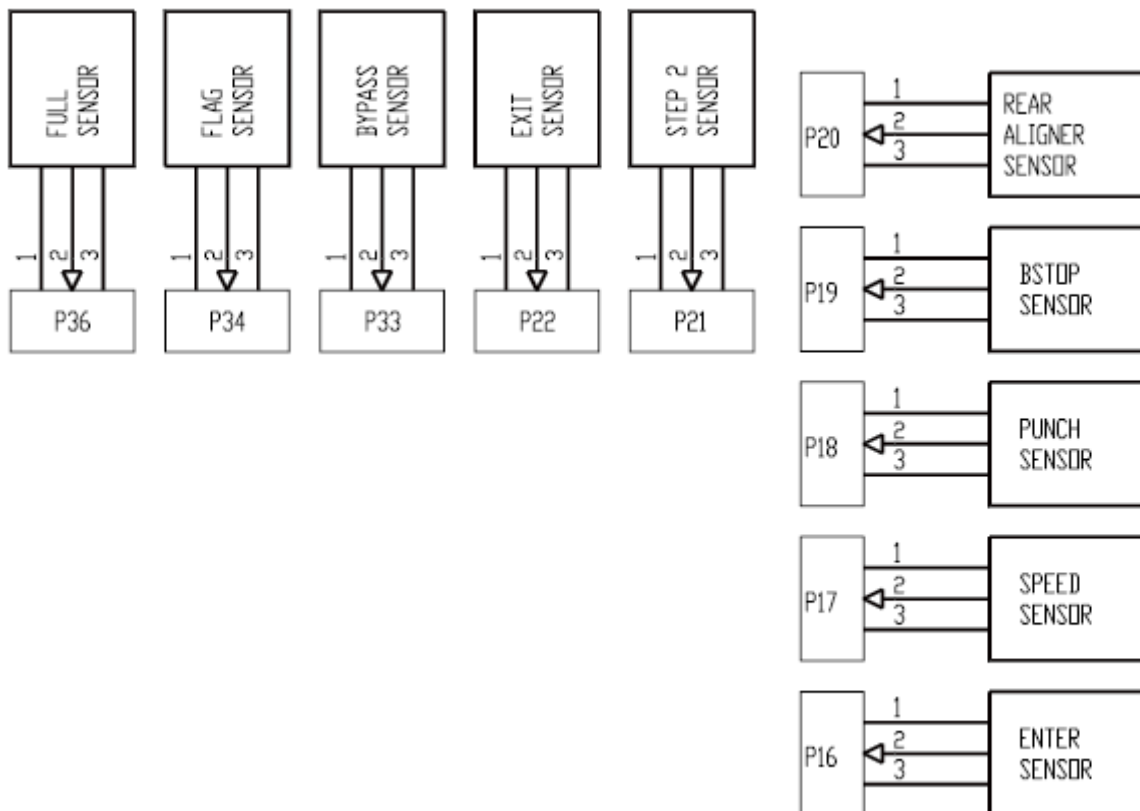 FULL
SENSOR
1 2 3
P36
FLAG
SENSOR
1 2 3
P34
BYPASS
SENSOR
1 2 3
P33
EXIT
SENSOR
1 2 3
P22
STEP 2
SENSOR
1 2 3
P21
P20
1
2
3
REAR
ALIGNER
SENSOR
P19
1
2
3
BSTOP
SENSOR
P18
1
2
3
PUNCH
SENSOR
P17
1
2
3
SPEED
SENSOR
P16
1
2
3
ENTER
SENSOR